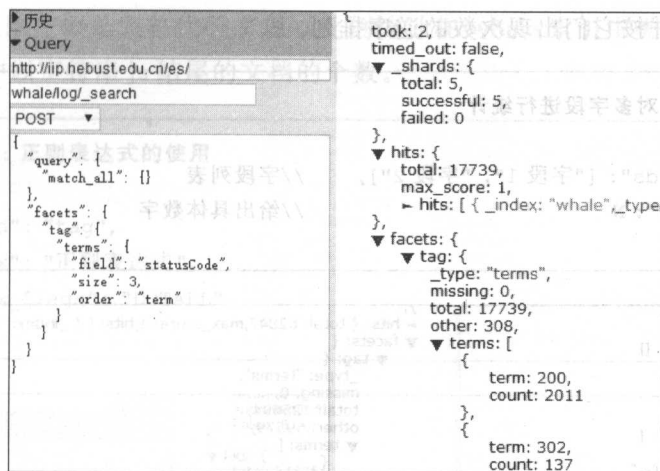 历史
Query
http://iip.hebust.edu.cn/es/
whale/log/_search
POST
{
"query": {
"match_all": {}
},
"facets": {
"tag": {
"terms": {
"field": "statusCode",
"size": 3,
"order": "term"
}
}
}
}
{
took: 2,
timed_out: false,
_shards: {
total: 5,
successful: 5,
failed: 0
},
hits: {
total: 17739,
max_score: 1,
hits: [ { _index: "whale",_type
},
facets: {
tag: {
_type: "terms",
missing: 0,
total: 17739,
other: 308,
terms: [
{
term: 200,
count: 2011
},
{
term: 302,
count: 137